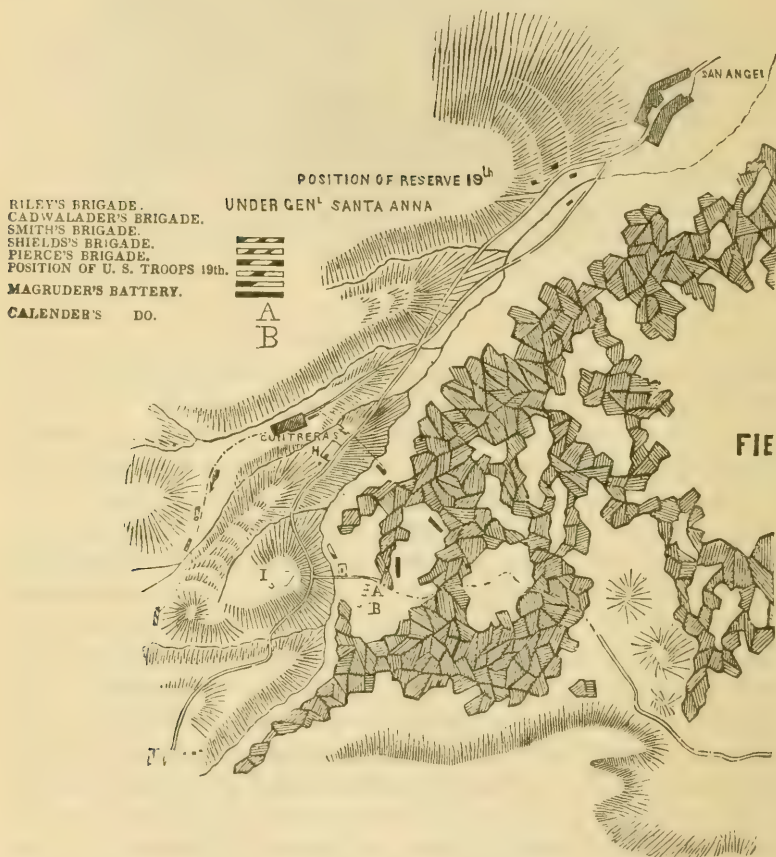 SAN ANGEL
POSITION OF RESERVE 19th
UNDER GENL SANTA ANNA
RILEY'S BRIGADE.
CADWALADER'S BRIGADE.
SMITH'S BRIGADE.
SHIELDS'S BRIGADE.
PIERCE'S BRIGADE.
POSITION OF U. S. TROOPS 19th.
MAGRUDER'S BATTERY.
CALENDER'S DO.
A
B
CONTRERAS
H
FIE
I
A
B